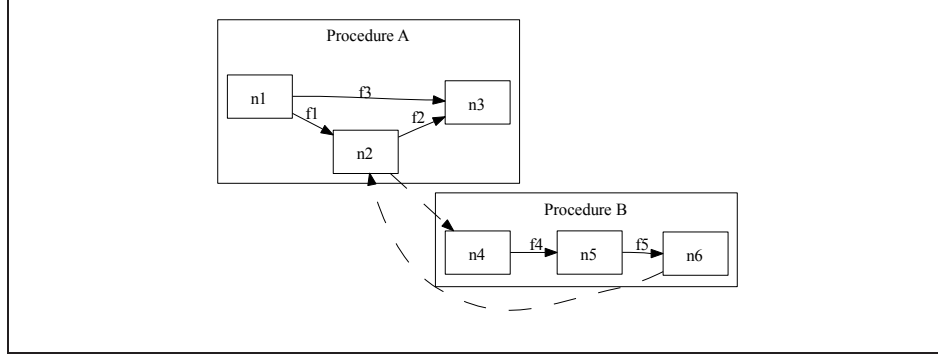 Procedure A
n1
f3
n3
f1
f2
n2
Procedure B
n4
f4
n5
f5
n6